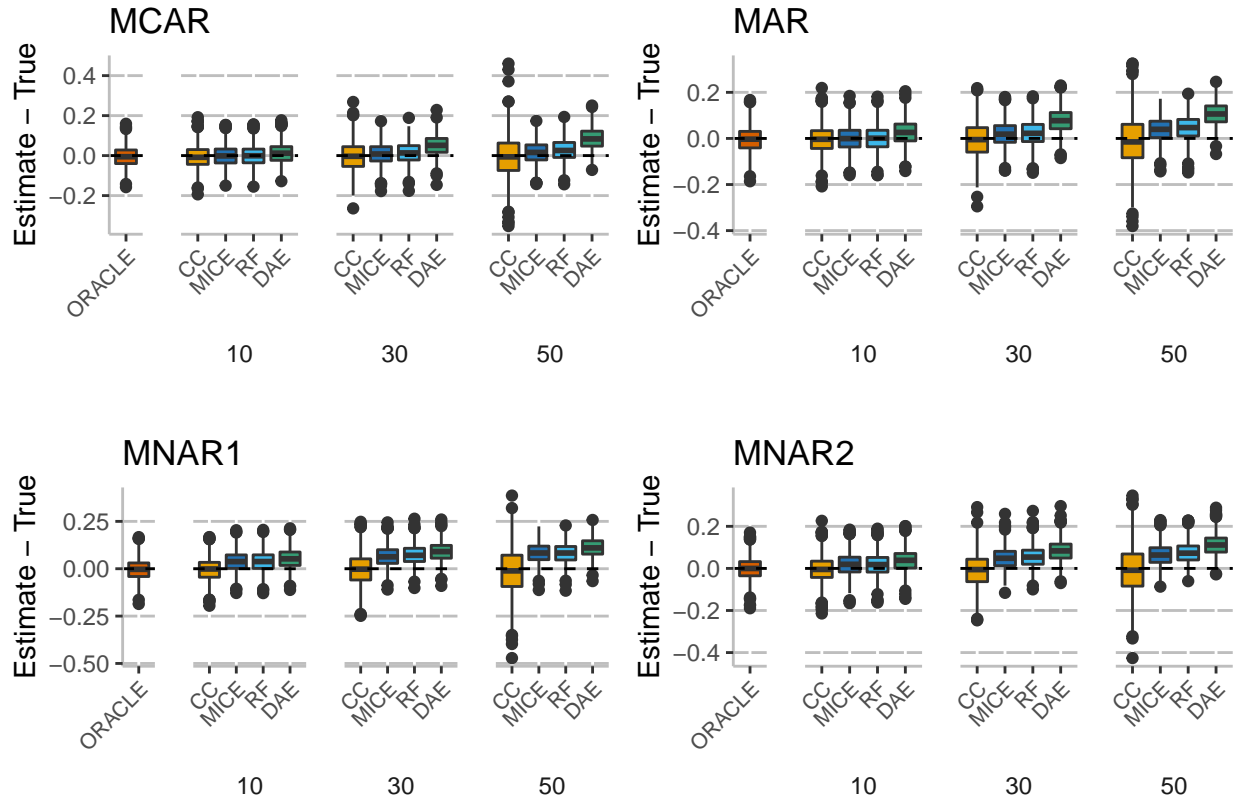 MCAR
Estimate − True
0.4
0.2
0.0
−0.2
ORACLE
CC
MICE
RF
DAE
CC
MICE
RF
DAE
CC
MICE
RF
DAE
10
30
50
MAR
Estimate − True
0.2
0.0
−0.2
−0.4
ORACLE
CC
MICE
RF
DAE
CC
MICE
RF
DAE
CC
MICE
RF
DAE
10
30
50
MNAR1
Estimate − True
0.25
0.00
−0.25
−0.50
ORACLE
CC
MICE
RF
DAE
CC
MICE
RF
DAE
CC
MICE
RF
DAE
10
30
50
MNAR2
Estimate − True
0.2
0.0
−0.2
−0.4
ORACLE
CC
MICE
RF
DAE
CC
MICE
RF
DAE
CC
MICE
RF
DAE
10
30
50